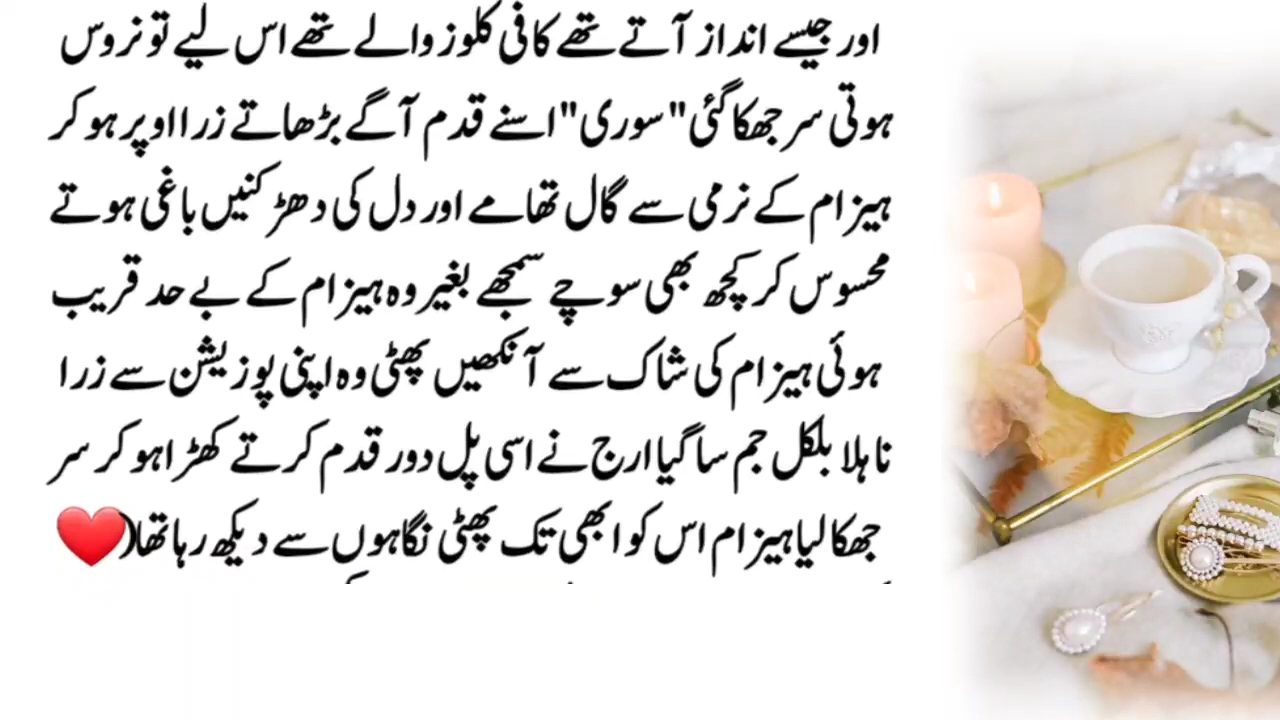 اور جیسے انداز آتے تھے کافی کلوز والے تھے اس لیے تو نروس
ہوتی سر جھکا گئی "سوری" اسنے قدم آگے بڑھاتے زرا اوپر ہو کر
ہیزام کے نرمی سے گال تھامے اور دل کی دھڑکنیں باغی ہوتے
محسوس کر کچھ بھی سوچے سمجھے بغیر وہ ہیزام کے بے حد قریب
ہوئی ہیزام کی شاک سے آنکھیں پھٹی وہ اپنی پوزیشن سے زرا
نا ہلا بلکل جم سا گیا ارج نے اسی پل دور قدم کرتے کھڑا ہو کر سر
جھکا لیا ہیزام اس کو ابھی تک پھٹی نگاہوں سے دیکھ رہا تھا(❤️